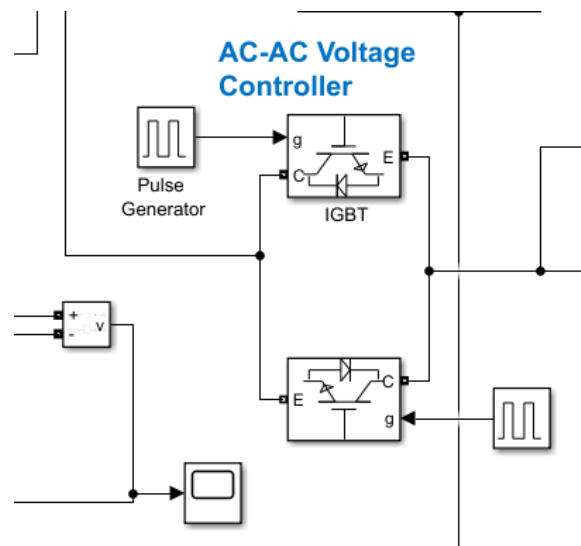 AC-AC Voltage
Controller
g
E
C
Pulse
Generator
IGBT
+
-
v
C
E
g